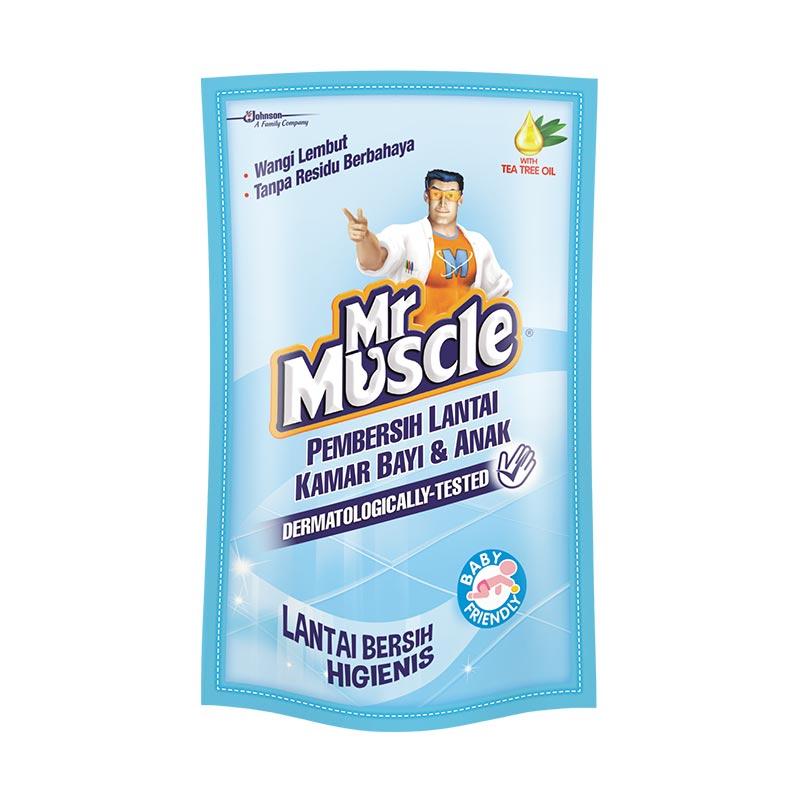 Johnson
A Family Company
• Wangi Lembut
• Tanpa Residu Berbahaya
WITH
TEA TREE OIL
M
Mr
Muscle®
PEMBERSIH LANTAI
KAMAR BAYI & ANAK
DERMATOLOGICALLY-TESTED
BABY
FRIENDLY
LANTAI BERSIH
HIGIENIS